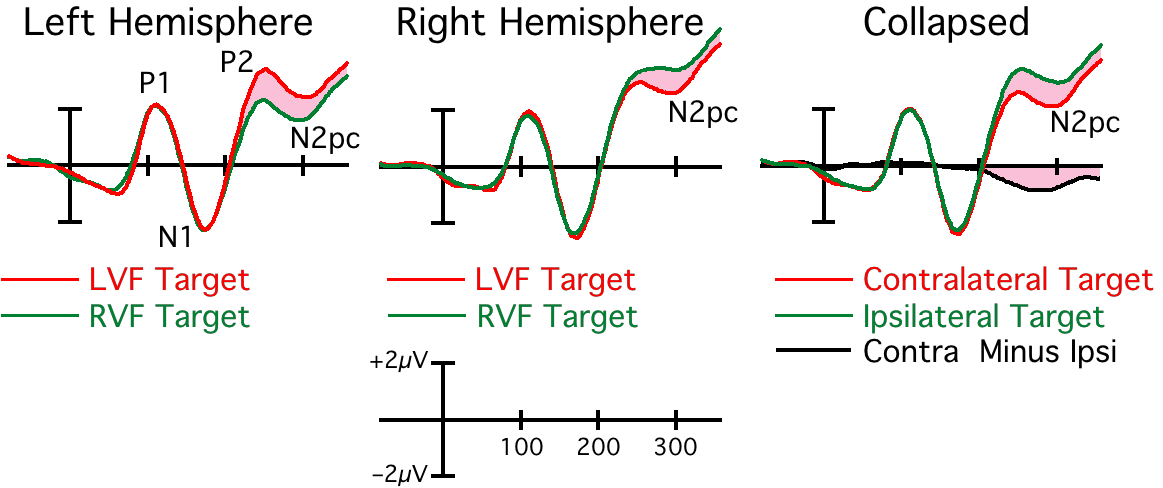 Left Hemisphere
Right Hemisphere
Collapsed
P1
P2
N2pc
N1
N2pc
N2pc
LVF Target
RVF Target
LVF Target
RVF Target
Contralateral Target
Ipsilateral Target
Contra Minus Ipsi
+2µV
100 200 300
–2µV